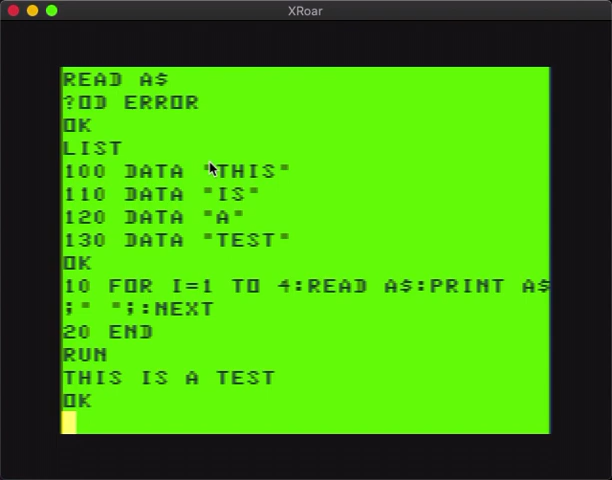 XRoar
READ A$
?OD ERROR
OK
LIST
100 DATA "THIS"
110 DATA "IS"
120 DATA "A"
130 DATA "TEST"
OK
10 FOR I=1 TO 4:READ A$:PRINT A$
;" ";:NEXT
20 END
RUN
THIS IS A TEST
OK